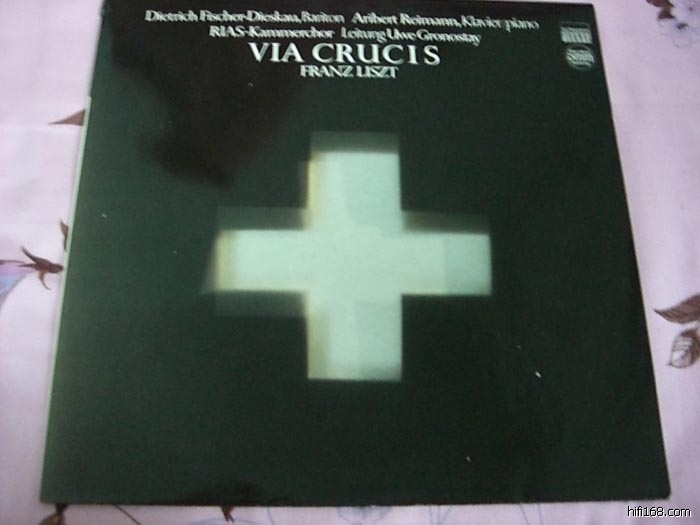 Dietrich Fischer-Dieskau, Bariton Aribert Reimann, Klavier/piano
RIAS-Kammerchor Leitung Uwe Gronostay
VIA CRUCIS
FRANZ LISZT
hifi168.com